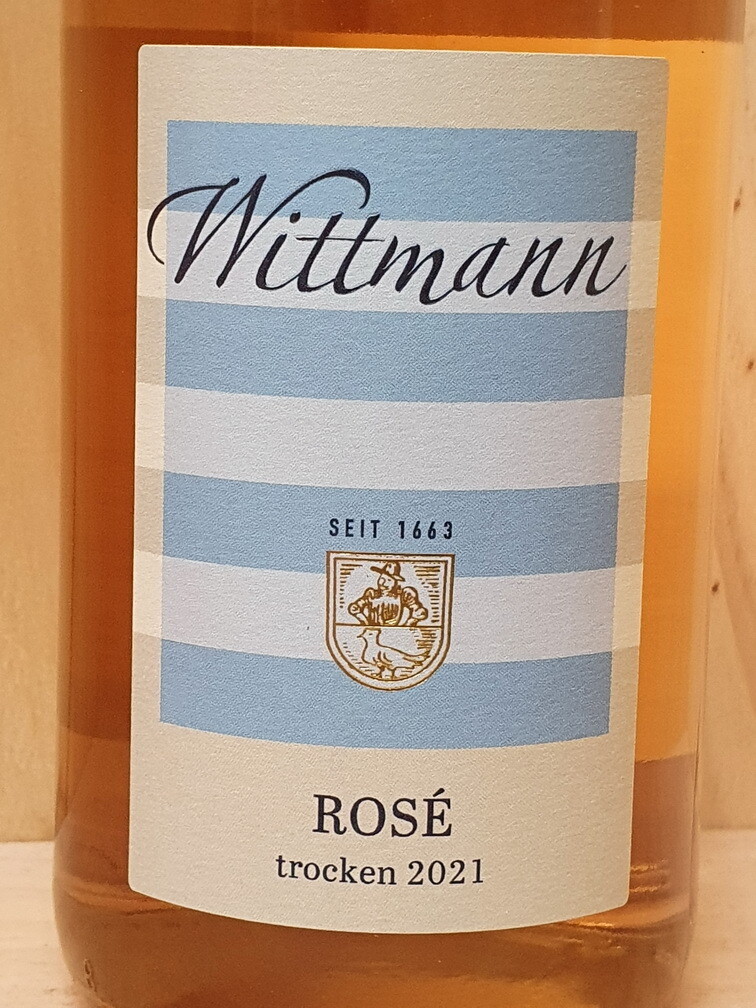 Wittmann
SEIT 1663
ROSÉ
trocken 2021